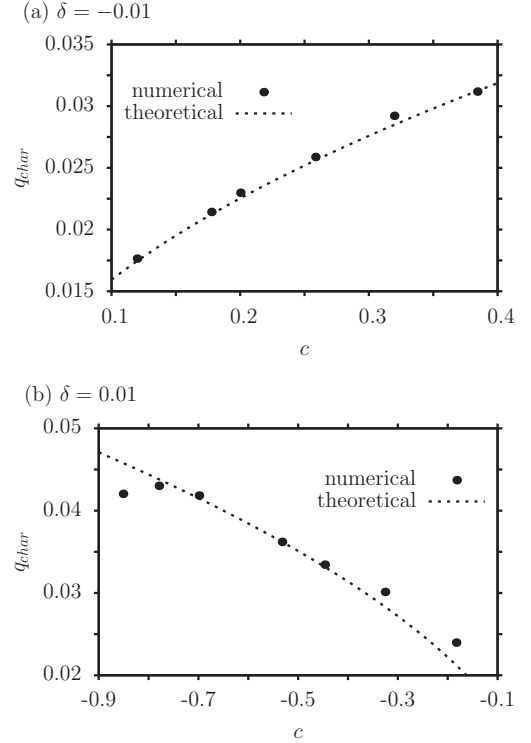 (a) δ = −0.01
0.035
0.03
0.025
0.02
0.015
q_char
numerical
theoretical
0.1 0.2 0.3 0.4
c
(b) δ = 0.01
0.05
0.04
0.03
0.02
q_char
numerical
theoretical
-0.9 -0.7 -0.5 -0.3 -0.1
c